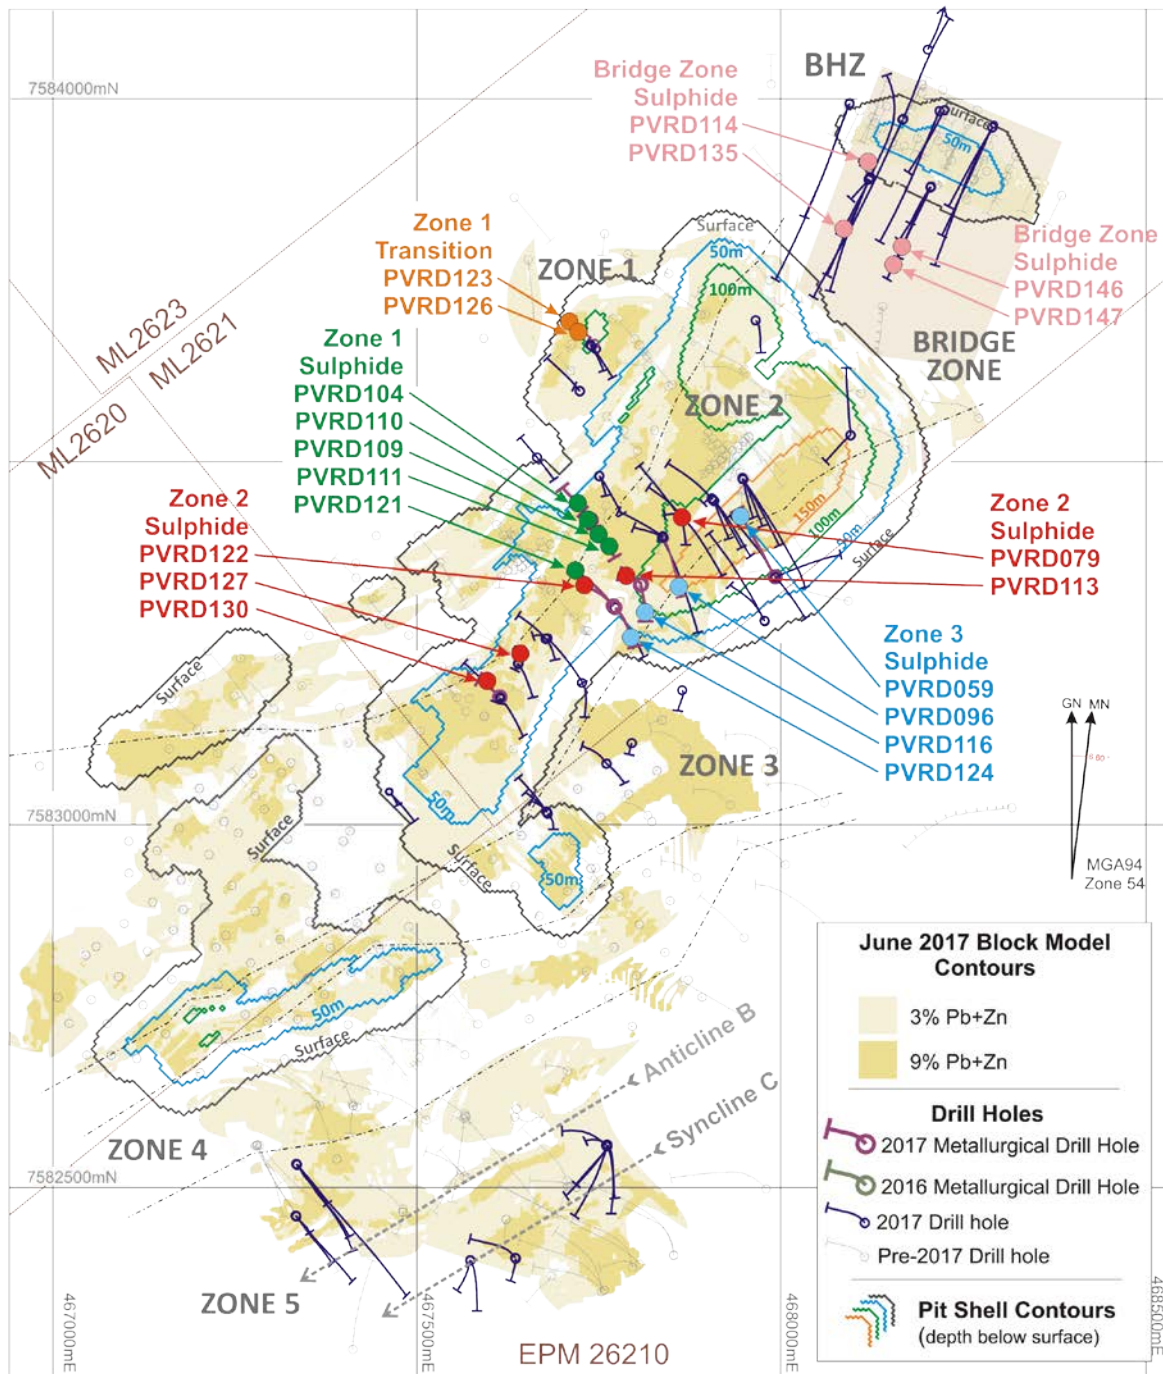 BHZ
7584000mN
Bridge Zone
Sulphide
PVRD114
PVRD135
Surface
50m
Zone 1
Transition
PVRD123
PVRD126
ZONE 1
Surface
50m
100m
Bridge Zone
Sulphide
PVRD146
PVRD147
BRIDGE
ZONE
ML2623
ML2621
ML2620
Zone 1
Sulphide
PVRD104
PVRD110
PVRD109
PVRD111
PVRD121
ZONE 2
150m
100m
50m
Surface
Zone 2
Sulphide
PVRD122
PVRD127
PVRD130
Zone 2
Sulphide
PVRD079
PVRD113
Zone 3
Sulphide
PVRD059
PVRD096
PVRD116
PVRD124
Surface
GN MN
ZONE 3
50m
7583000mN
Surface
Surface
50m
MGA94
Zone 54
50m
Surface
Anticline B
Syncline C
ZONE 4
7582500mN
ZONE 5
467000mE
467500mE
468000mE
468500mE
EPM 26210
June 2017 Block Model
Contours
3% Pb+Zn
9% Pb+Zn
Drill Holes
2017 Metallurgical Drill Hole
2016 Metallurgical Drill Hole
2017 Drill hole
Pre-2017 Drill hole
Pit Shell Contours
(depth below surface)